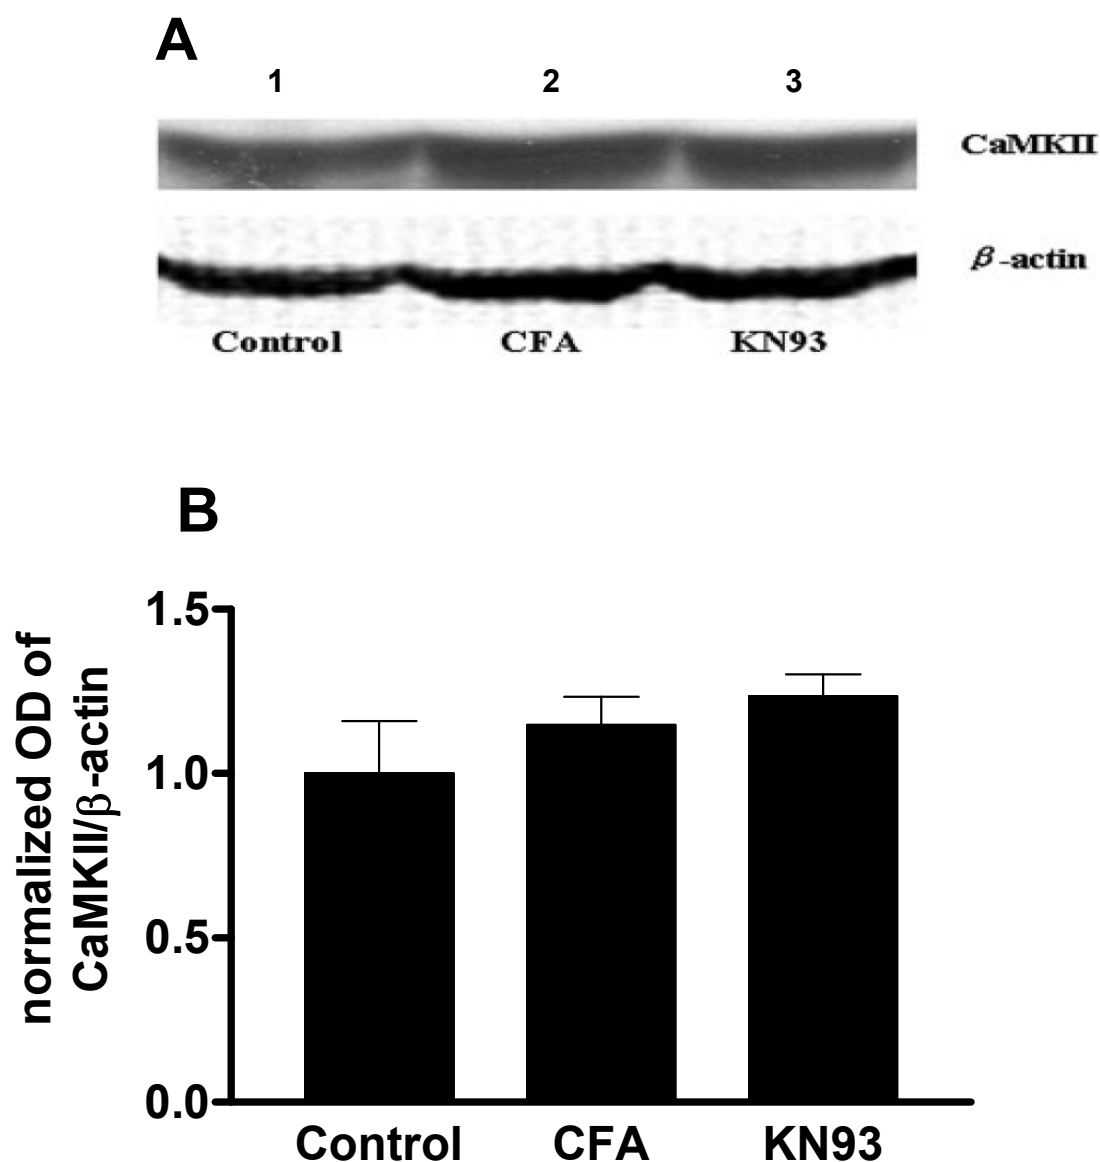 A
1 2 3
CaMKII
β-actin
Control CFA KN93
B
normalized OD of
CaMKII/β-actin
1.5
1.0
0.5
0.0
Control CFA KN93